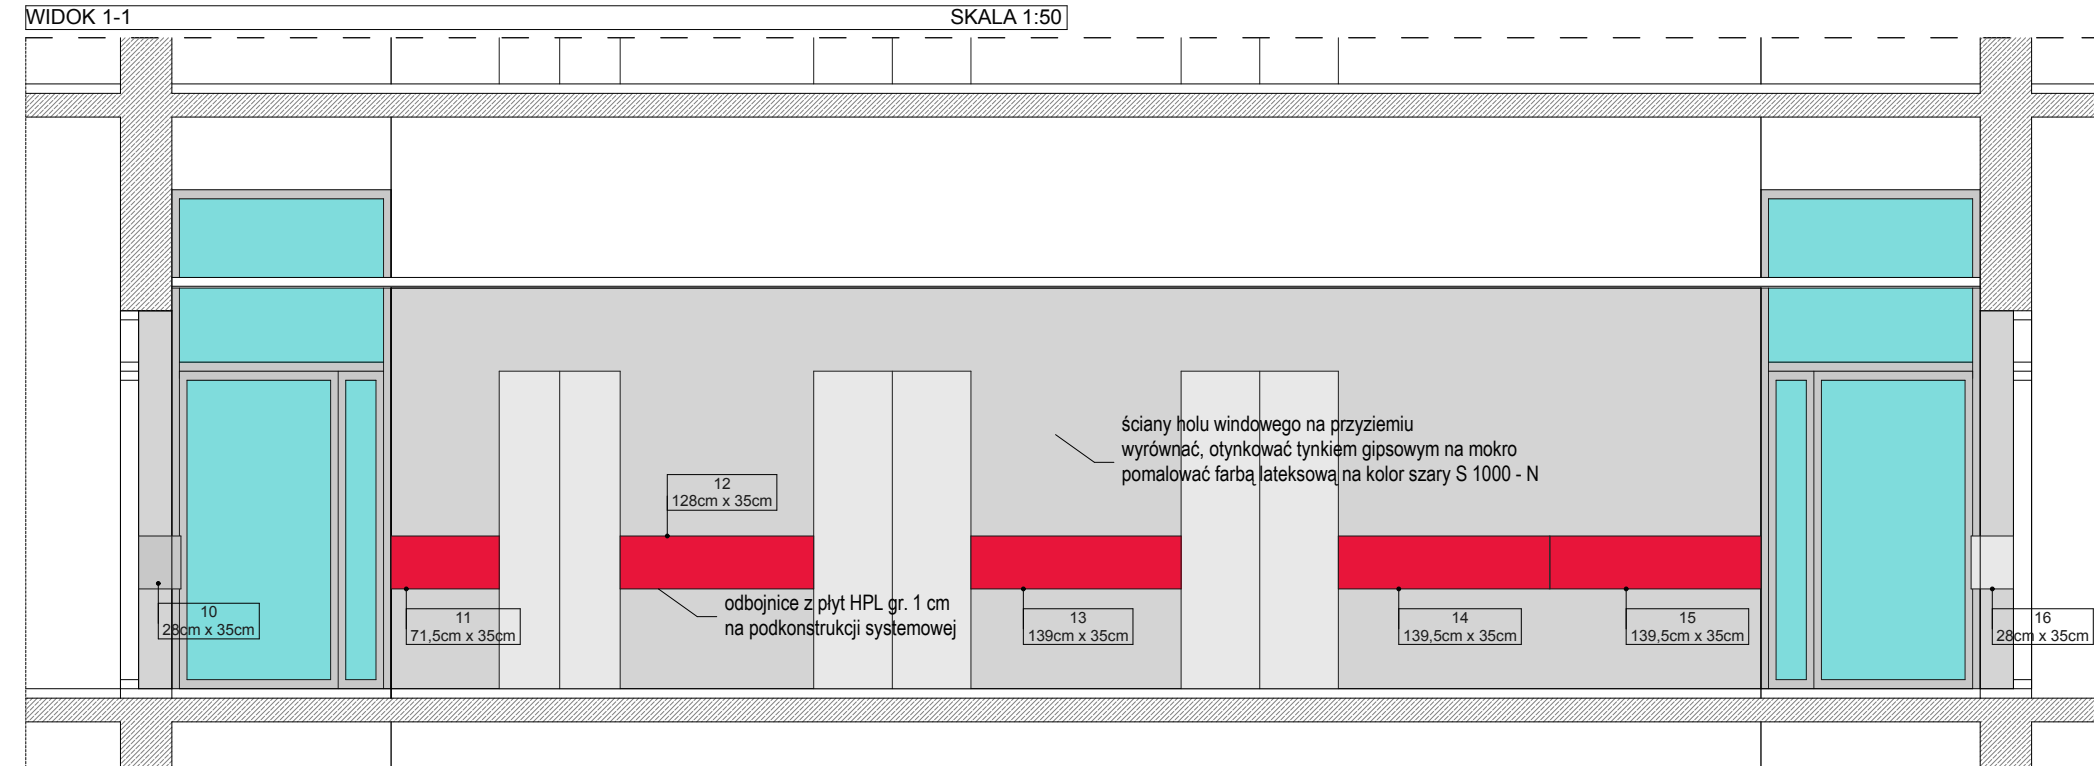 WIDOK 1-1 SKALA 1:50
ściany holu windowego na przyziemiu
wyrównać, otynkować tynkiem gipsowym na mokro
pomalować farbą lateksową na kolor szary S 1000 - N
12
128cm x 35cm
odbojnice z płyt HPL gr. 1 cm
na podkonstrukcji systemowej
10
28cm x 35cm
11
71,5cm x 35cm
13
139cm x 35cm
14
139,5cm x 35cm
15
139,5cm x 35cm
16
28cm x 35cm